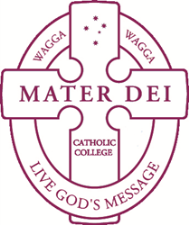 WAGGA WAGGA
MATER DEI
CATHOLIC
COLLEGE
LIVE GOD'S MESSAGE